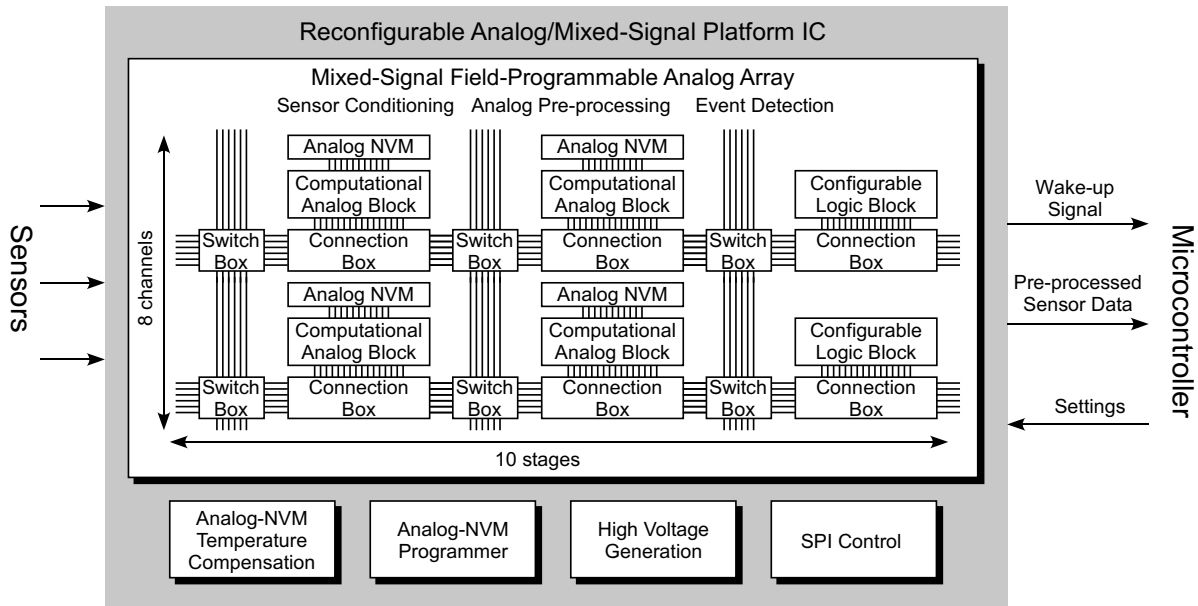 Reconfigurable Analog/Mixed-Signal Platform IC
Mixed-Signal Field-Programmable Analog Array
Sensor Conditioning Analog Pre-processing Event Detection
Analog NVM Analog NVM
Computational Computational Configurable
Analog Block Analog Block Logic Block
Switch Connection Switch Connection Switch Connection
Box Box Box Box Box Box
Analog NVM Analog NVM
Computational Computational Configurable
Analog Block Analog Block Logic Block
Switch Connection Switch Connection Switch Connection
Box Box Box Box Box Box
8 channels
10 stages
Sensors
Wake-up
Signal
Pre-processed
Sensor Data
Settings
Microcontroller
Analog-NVM
Temperature
Compensation
Analog-NVM
Programmer
High Voltage
Generation
SPI Control